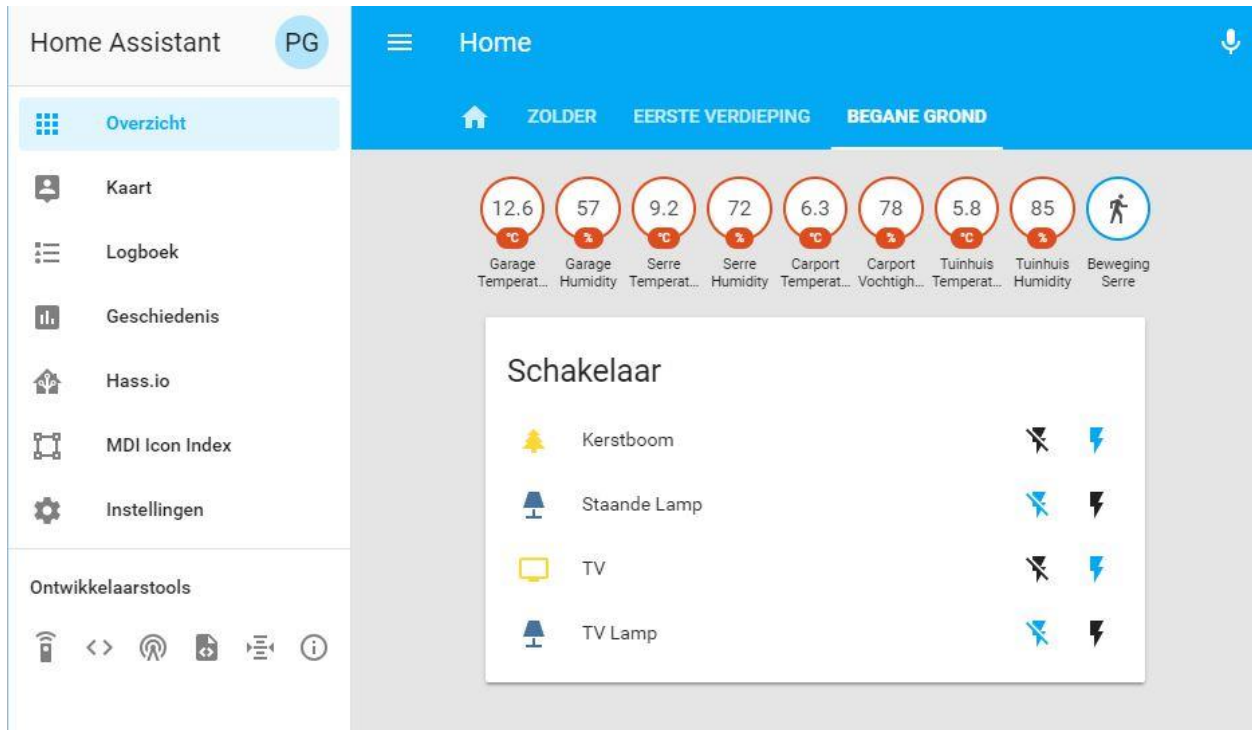 Home Assistant
PG
Overzicht
Kaart
Logboek
Geschiedenis
Hass.io
MDI Icon Index
Instellingen
Ontwikkelaarstools
Home
ZOLDER EERSTE VERDIEPING BEGANE GROND
12.6 57 9.2 72 6.3 78 5.8 85
°C % °C % °C % °C %
Garage Garage Serre Serre Carport Carport Tuinhuis Tuinhuis Beweging
Temperat... Humidity Temperat... Humidity Temperat... Vochtigh... Temperat... Humidity Serre
Schakelaar
Kerstboom
Staande Lamp
TV
TV Lamp